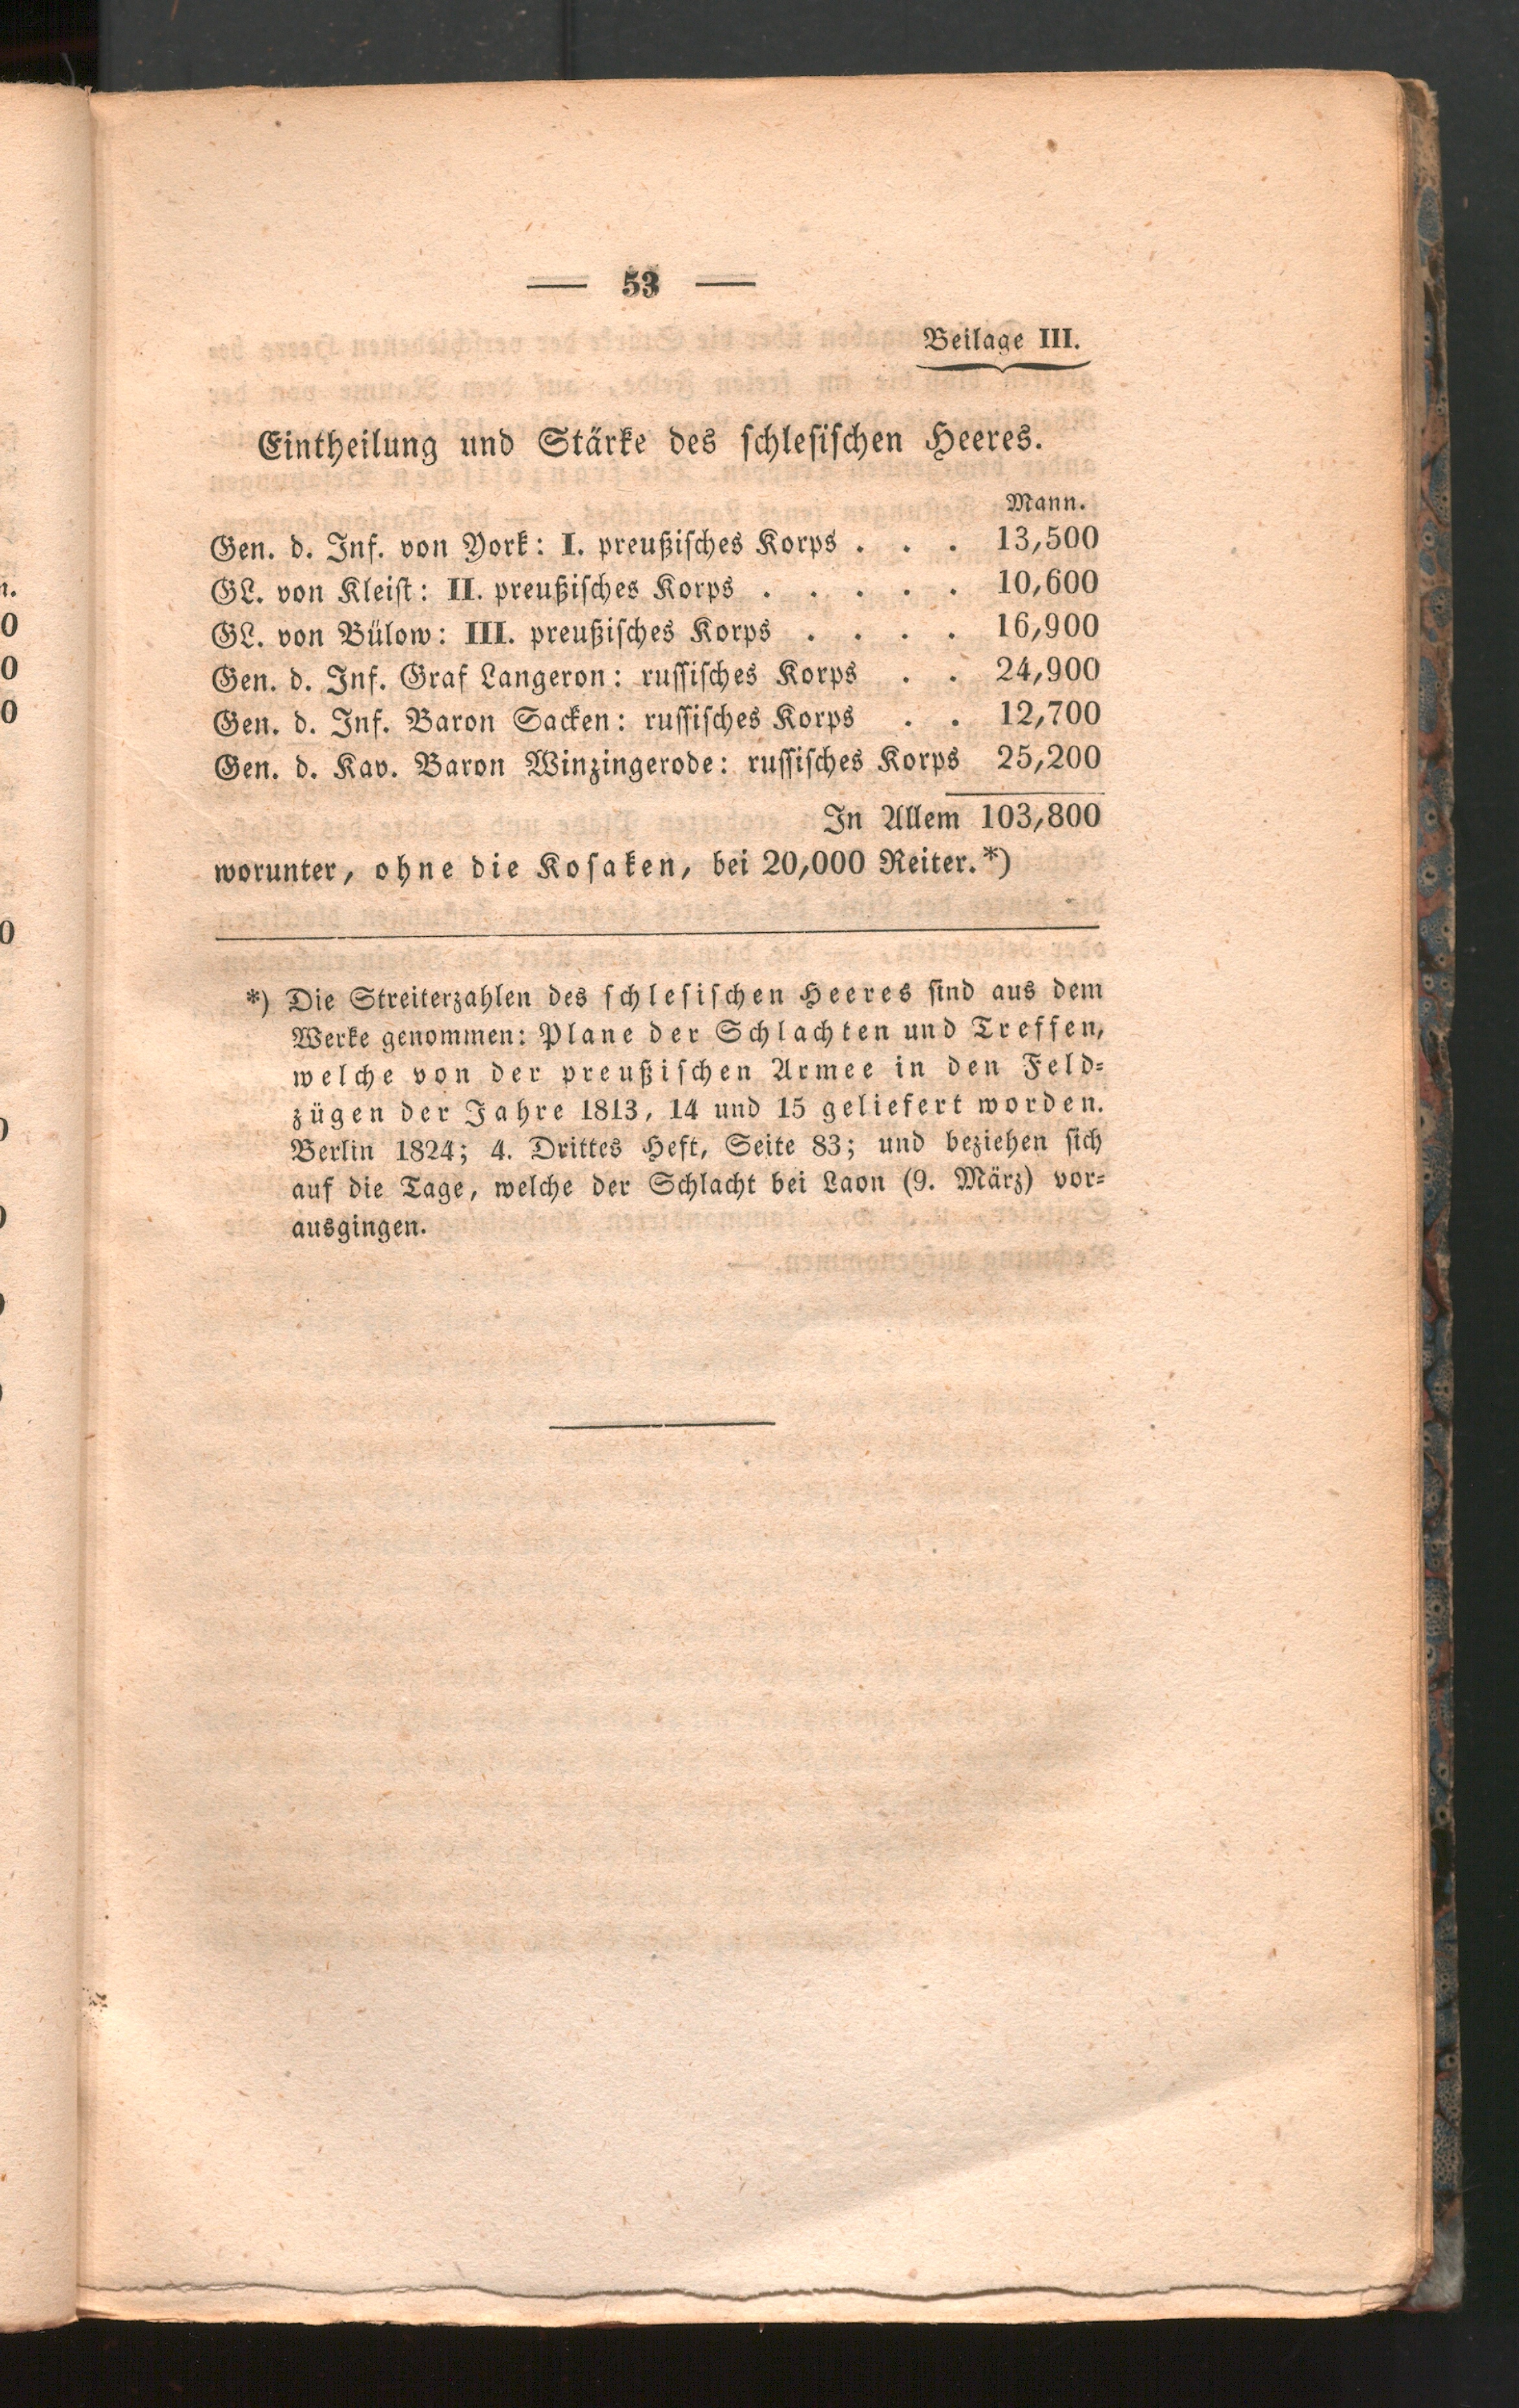 — 53 —
Beilage III.
Eintheilung und Stärke des schlesischen Heeres.
Mann.
Gen. d. Inf. von York: I. preußisches Korps . . . 13,500
GL. von Kleist: II. preußisches Korps . . . . . 10,600
GL. von Bülow: III. preußisches Korps . . . . 16,900
Gen. d. Inf. Graf Langeron: russisches Korps . . 24,900
Gen. d. Inf. Baron Sacken: russisches Korps . . 12,700
Gen. d. Kav. Baron Winzingerode: russisches Korps 25,200
In Allem 103,800
worunter, ohne die Kosaken, bei 20,000 Reiter.*)
*) Die Streiterzahlen des schlesischen Heeres sind aus dem
Werke genommen: Plane der Schlachten und Treffen,
welche von der preußischen Armee in den Feld-
zügen der Jahre 1813, 14 und 15 geliefert worden.
Berlin 1824; 4. Drittes Heft, Seite 83; und beziehen sich
auf die Tage, welche der Schlacht bei Laon (9. März) vor-
ausgingen.